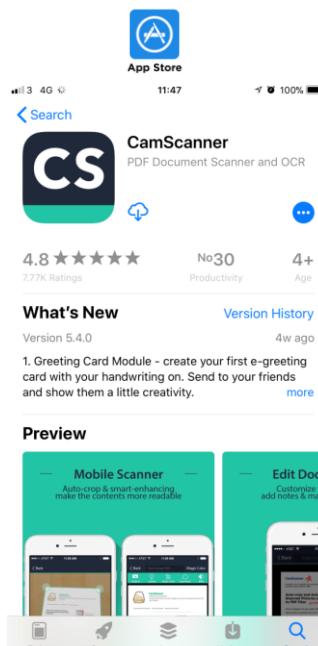 App Store
3 4G 11:47 100%
Search
CS
CamScanner
PDF Document Scanner and OCR
4.8 ★★★★★ No30 4+
7.77K Ratings Productivity Age
What's New Version History
Version 5.4.0 4w ago
1. Greeting Card Module - create your first e-greeting
card with your handwriting on. Send to your friends
and show them a little creativity. more
Preview
Mobile Scanner
Auto-crop & smart-enhancing
make the contents more readable
Edit Doc
Customize
add notes & ma